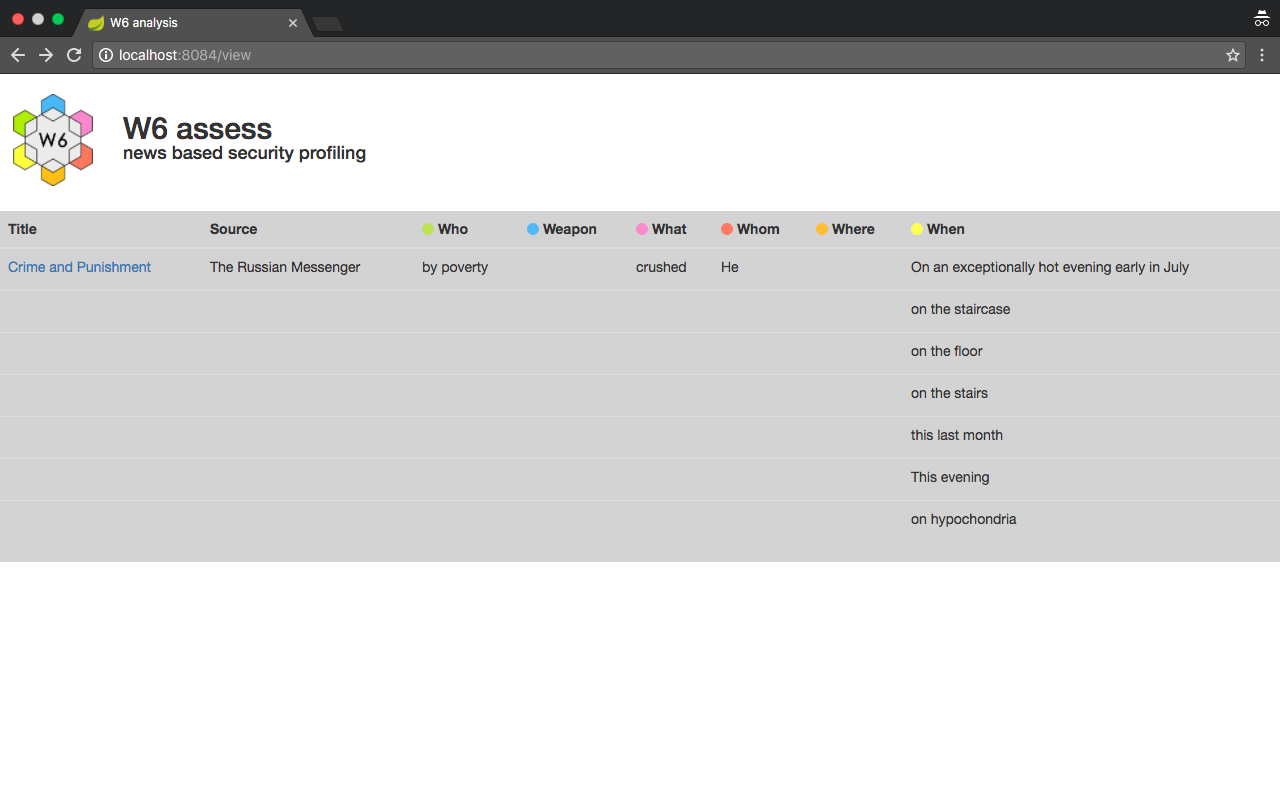 W6 analysis
localhost:8084/view
W6
W6 assess
news based security profiling
Title Source Who Weapon What Whom Where When
Crime and Punishment The Russian Messenger by poverty crushed He On an exceptionally hot evening early in July
on the staircase
on the floor
on the stairs
this last month
This evening
on hypochondria